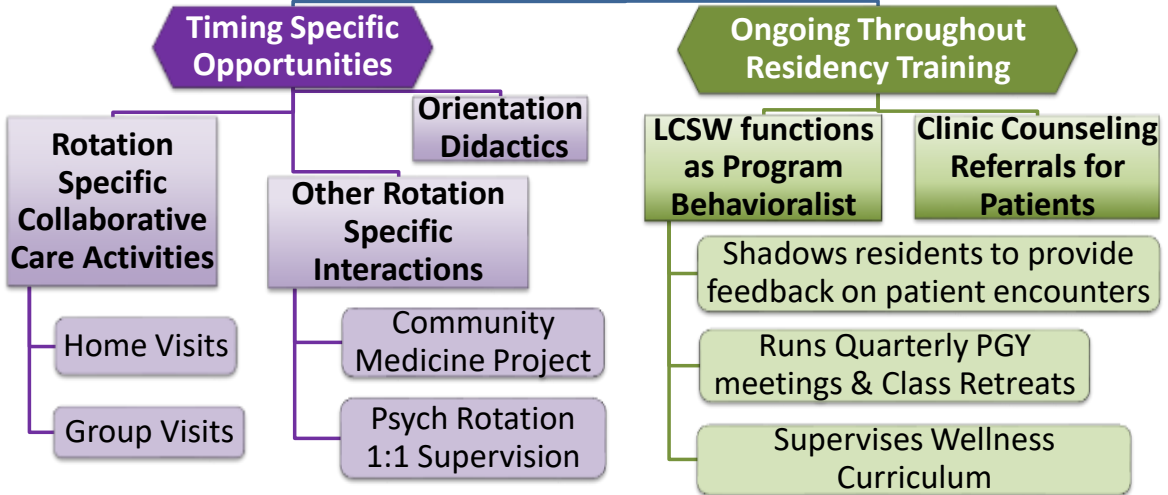 Timing Specific
Opportunities
Orientation
Didactics
Rotation
Specific
Collaborative
Care Activities
Home Visits
Group Visits
Other Rotation
Specific
Interactions
Community
Medicine Project
Psych Rotation
1:1 Supervision
Ongoing Throughout
Residency Training
LCSW functions
as Program
Behavioralist
Clinic Counseling
Referrals for
Patients
Shadows residents to provide
feedback on patient encounters
Runs Quarterly PGY
meetings & Class Retreats
Supervises Wellness
Curriculum